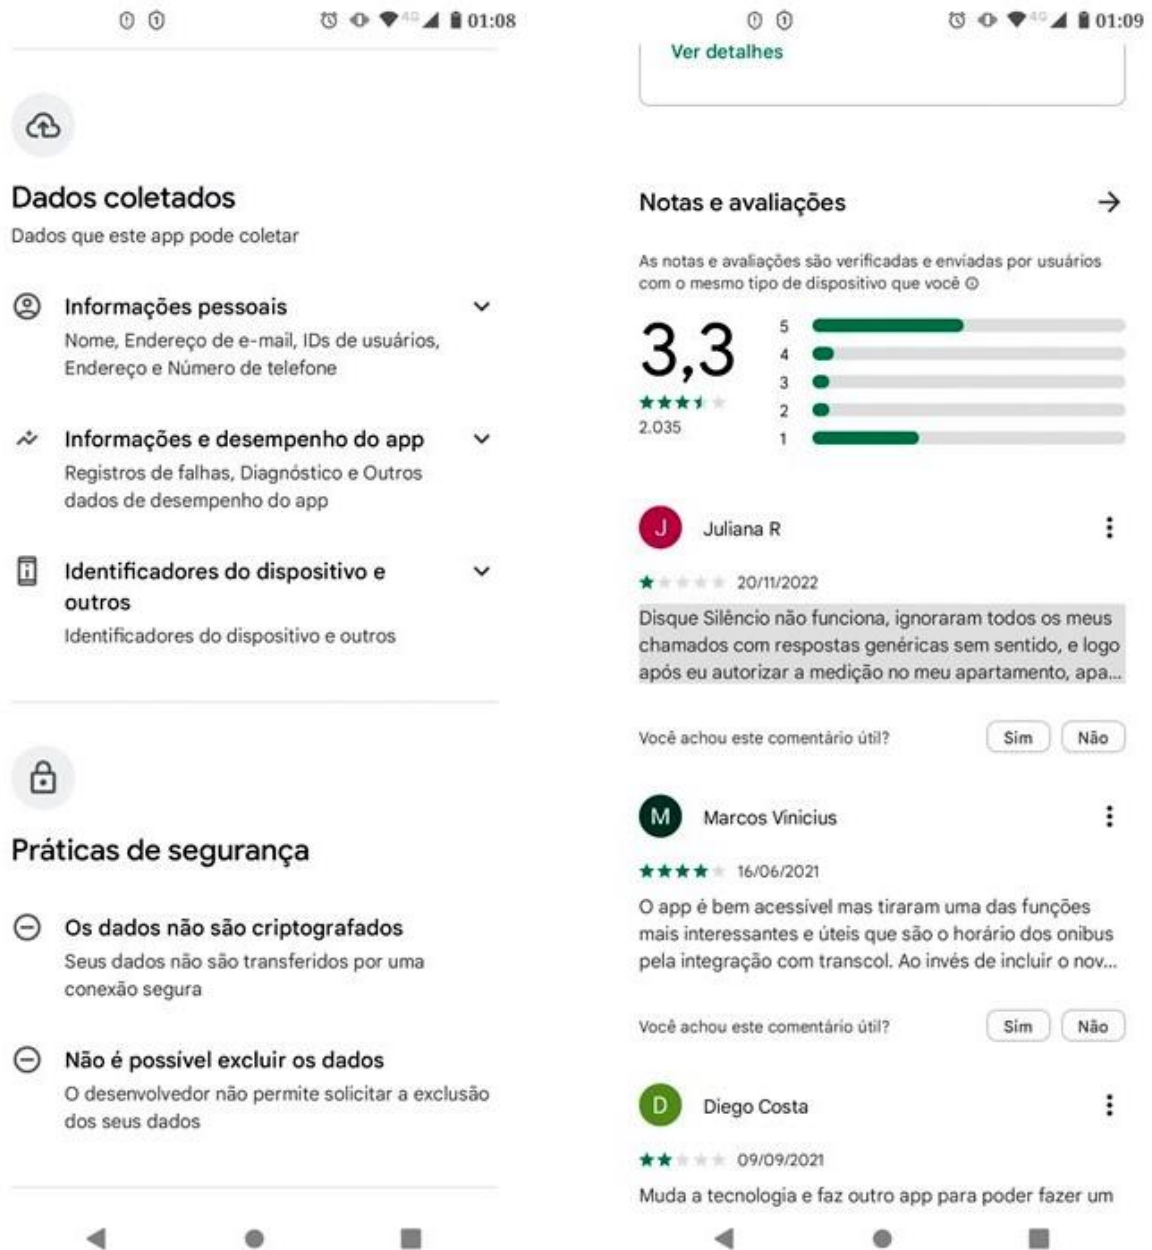 4G 01:08
Dados coletados
Dados que este app pode coletar
Informações pessoais
Nome, Endereço de e-mail, IDs de usuários,
Endereço e Número de telefone
Informações e desempenho do app
Registros de falhas, Diagnóstico e Outros
dados de desempenho do app
Identificadores do dispositivo e
outros
Identificadores do dispositivo e outros
Práticas de segurança
Os dados não são criptografados
Seus dados não são transferidos por uma
conexão segura
Não é possível excluir os dados
O desenvolvedor não permite solicitar a exclusão
dos seus dados
4G 01:09
Ver detalhes
Notas e avaliações
As notas e avaliações são verificadas e enviadas por usuários
com o mesmo tipo de dispositivo que você
3,3
2.035
5
4
3
2
1
J Juliana R
20/11/2022
Disque Silêncio não funciona, ignoraram todos os meus
chamados com respostas genéricas sem sentido, e logo
após eu autorizar a medição no meu apartamento, apa...
Você achou este comentário útil? Sim Não
M Marcos Vinicius
16/06/2021
O app é bem acessível mas tiraram uma das funções
mais interessantes e úteis que são o horário dos onibus
pela integração com transcol. Ao invés de incluir o nov...
Você achou este comentário útil? Sim Não
D Diego Costa
09/09/2021
Muda a tecnologia e faz outro app para poder fazer um